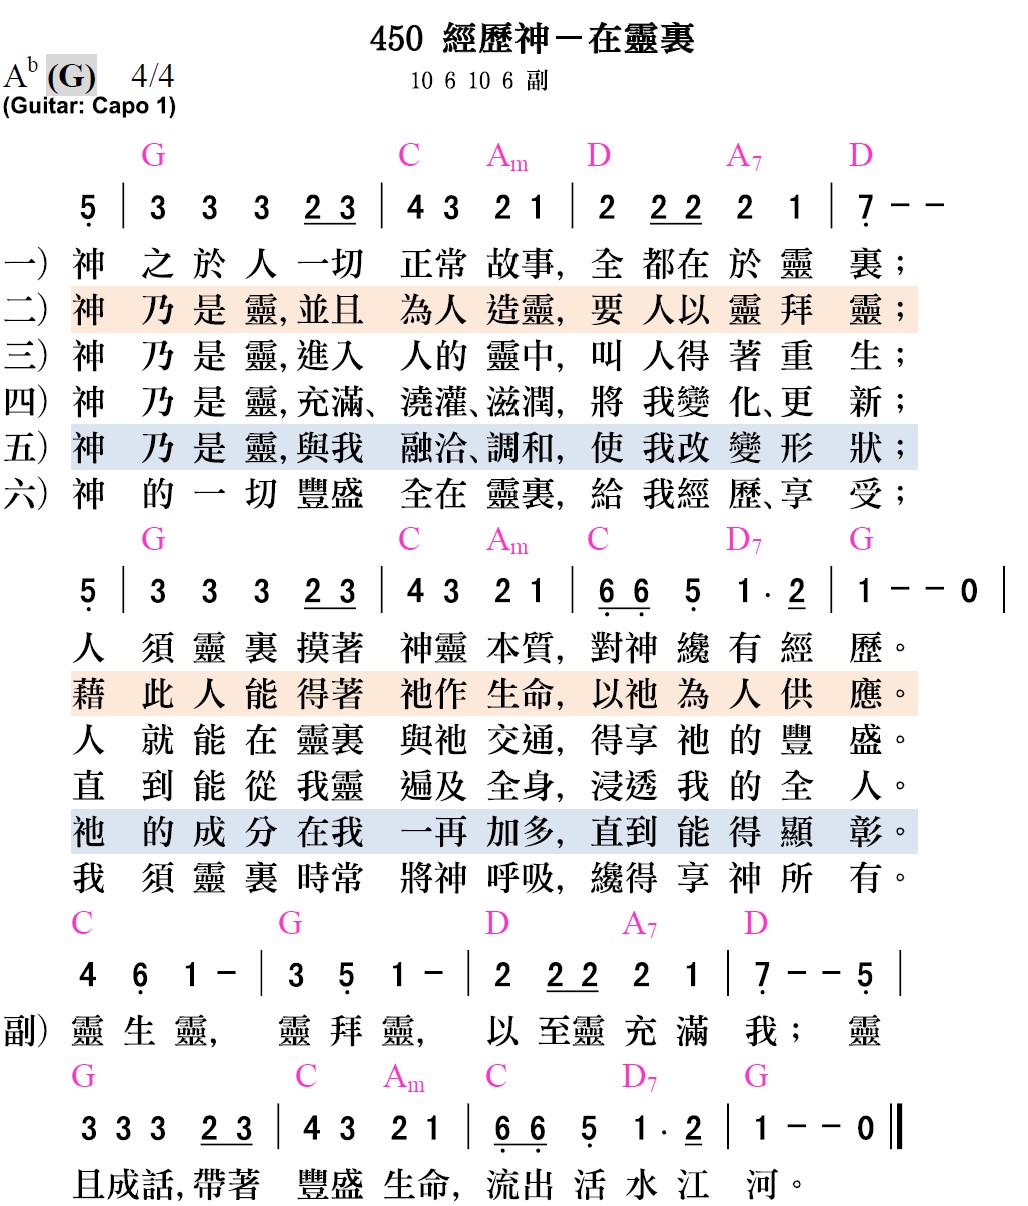 450 經歷神－在靈裏
A♭ (G) 4/4
10 6 10 6 副
(Guitar: Capo 1)
G C Am D A7 D
5̣ | 3 3 3 2 3 | 4 3 2 1 | 2 2 2 2 1 | 7̣ － －
一) 神 之 於 人 一切 正常 故事, 全 都在 於 靈 裏；
二) 神 乃 是 靈, 並且 為人 造靈, 要 人以 靈 拜 靈；
三) 神 乃 是 靈, 進入 人的 靈中, 叫 人得 著 重 生；
四) 神 乃 是 靈, 充滿、澆灌、滋潤, 將 我變 化、更 新；
五) 神 乃 是 靈, 與我 融洽、調和, 使 我改 變 形 狀；
六) 神 的 一 切 豐盛 全在 靈裏, 給 我經 歷、享 受；
G C Am C D7 G
5̣ | 3 3 3 2 3 | 4 3 2 1 | 6̣ 6̣ 5̣ 1 · 2 | 1 － － 0 |
人 須 靈 裏 摸著 神靈 本質, 對神 纔 有 經 歷。
藉 此 人 能 得著 祂作 生命, 以祂 為 人 供 應。
人 就 能 在 靈裏 與祂 交通, 得享 祂 的 豐 盛。
直 到 能 從 我靈 遍及 全身, 浸透 我 的 全 人。
祂 的 成 分 在我 一再 加多, 直到 能 得 顯 彰。
我 須 靈 裏 時常 將神 呼吸, 纔得 享 神 所 有。
C G D A7 D
4 6̣ 1 － | 3 5̣ 1 － | 2 2 2 2 1 | 7̣ － － 5̣ |
副) 靈 生 靈, 靈 拜 靈, 以 至靈 充 滿 我； 靈
G C Am C D7 G
3 3 3 2 3 | 4 3 2 1 | 6̣ 6̣ 5̣ 1 · 2 | 1 － － 0 ‖
且成話, 帶著 豐盛 生命, 流出 活 水 江 河。